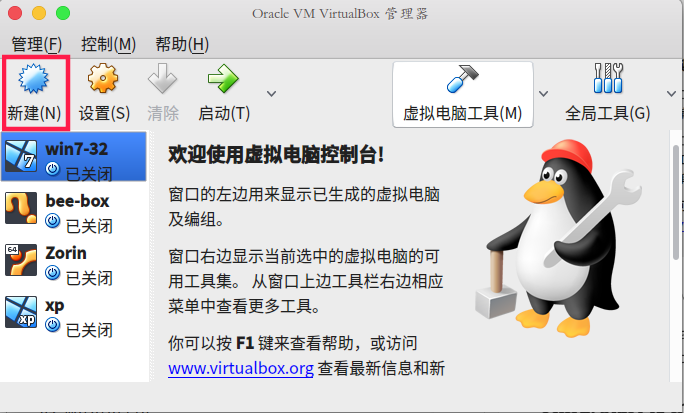 Oracle VM VirtualBox 管理器
管理(F) 控制(M) 帮助(H)
新建(N) 设置(S) 清除 启动(T) 虚拟电脑工具(M) 全局工具(G)
7
win7-32
已关闭
bee-box
已关闭
64
Zorin
已关闭
xp
xp
已关闭
欢迎使用虚拟电脑控制台!
窗口的左边用来显示已生成的虚拟电脑
及编组。
窗口右边显示当前选中的虚拟电脑的可
用工具集。 从窗口上边工具栏右边相应
菜单中查看更多工具。
你可以按 F1 键来查看帮助，或访问
www.virtualbox.org 查看最新信息和新